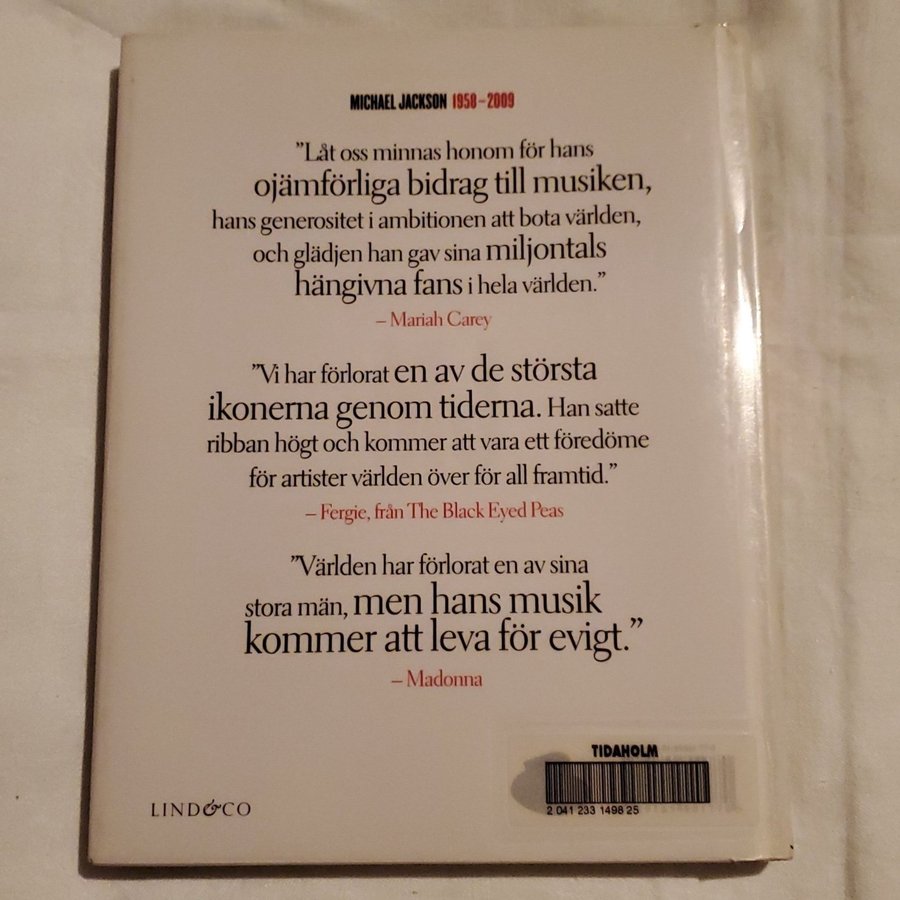 MICHAEL JACKSON 1958–2009
”Låt oss minnas honom för hans
ojämförliga bidrag till musiken,
hans generositet i ambitionen att bota världen,
och glädjen han gav sina miljontals
hängivna fans i hela världen.”
– Mariah Carey
”Vi har förlorat en av de största
ikonerna genom tiderna. Han satte
ribban högt och kommer att vara ett föredöme
för artister världen över för all framtid.”
– Fergie, från The Black Eyed Peas
”Världen har förlorat en av sina
stora män, men hans musik
kommer att leva för evigt.”
– Madonna
TIDAHOLM
2 041 233 1498 25
LIND&CO